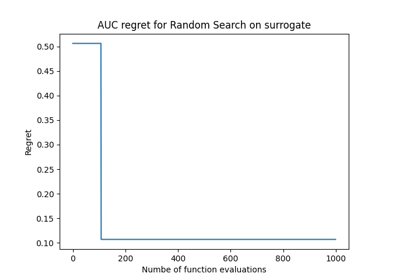 AUC regret for Random Search on surrogate
0.50
0.45
0.40
0.35
0.30
0.25
0.20
0.15
0.10
Regret
0 200 400 600 800 1000
Numbe of function evaluations